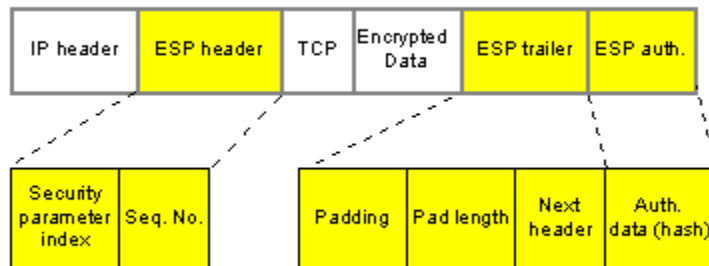 IP header
ESP header
TCP
Encrypted
Data
ESP trailer
ESP auth.
Security
parameter
index
Seq. No.
Padding
Pad length
Next
header
Auth.
data (hash)